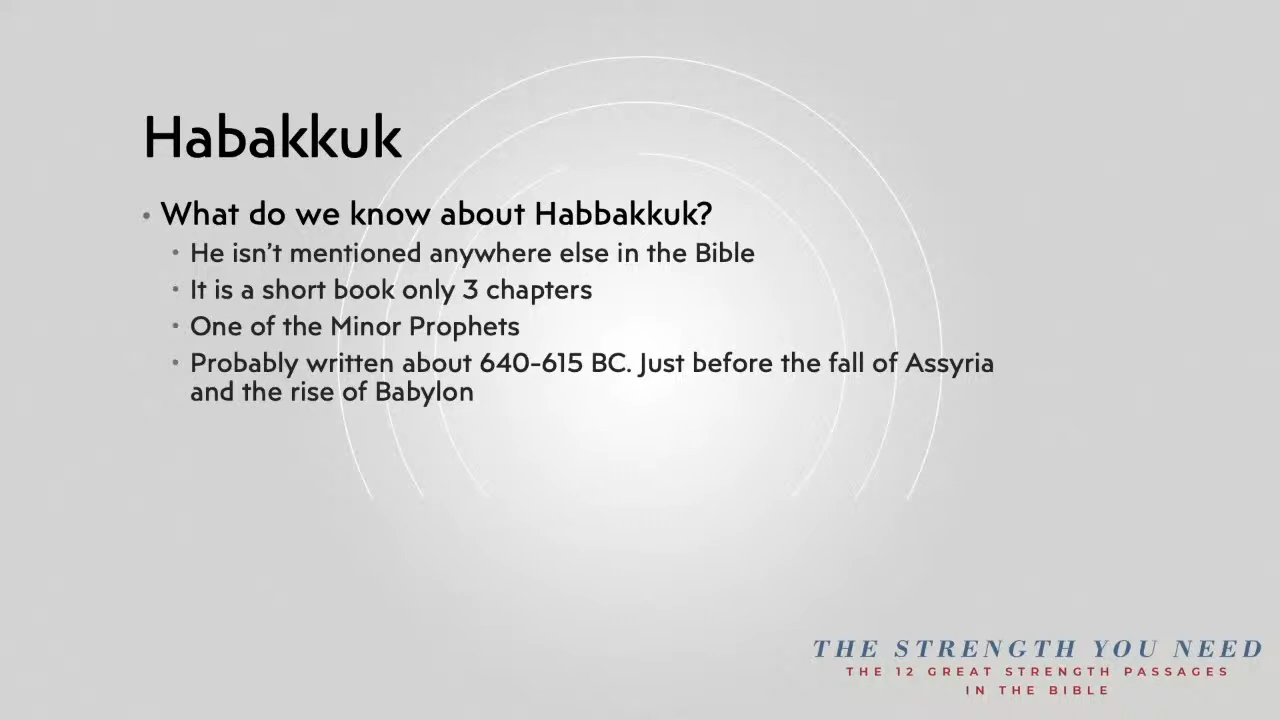 Habakkuk
• What do we know about Habbakkuk?
• He isn't mentioned anywhere else in the Bible
• It is a short book only 3 chapters
• One of the Minor Prophets
• Probably written about 640-615 BC. Just before the fall of Assyria
and the rise of Babylon
THE STRENGTH YOU NEED
THE 12 GREAT STRENGTH PASSAGES
IN THE BIBLE